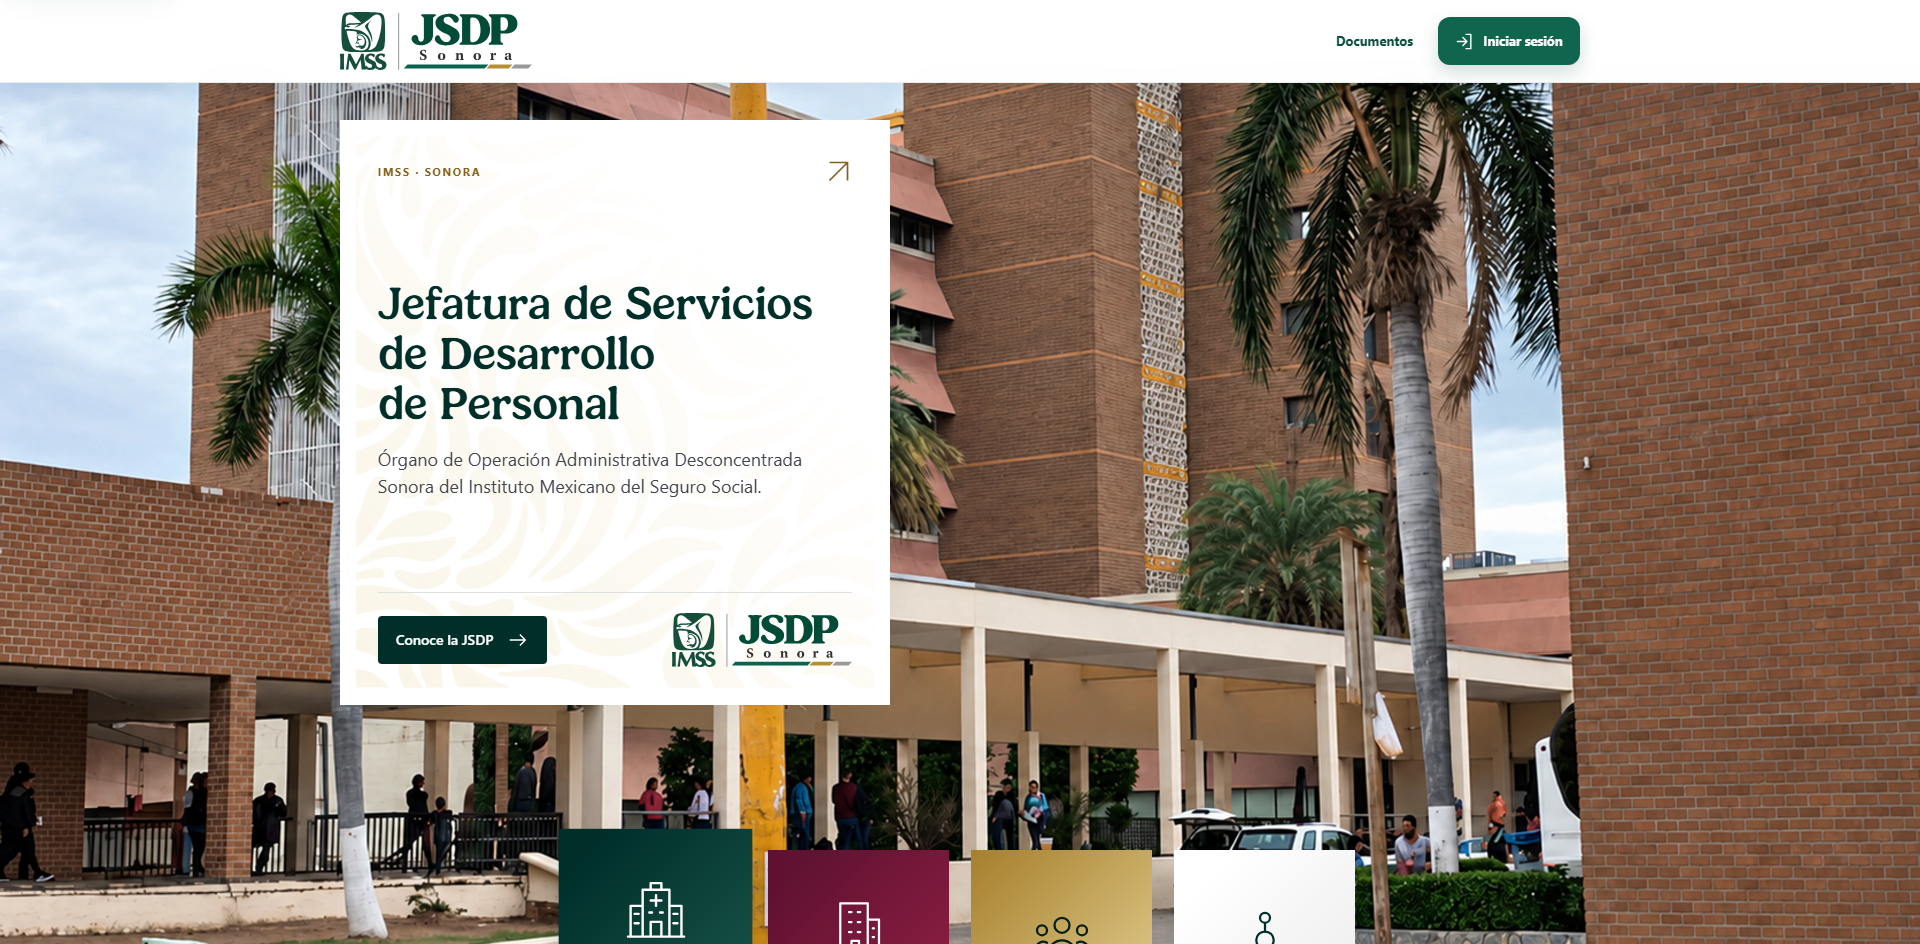 IMSS
JSDP
Sonora
Documentos
Iniciar sesión
IMSS · SONORA
Jefatura de Servicios
de Desarrollo
de Personal
Órgano de Operación Administrativa Desconcentrada
Sonora del Instituto Mexicano del Seguro Social.
Conoce la JSDP
IMSS
JSDP
Sonora